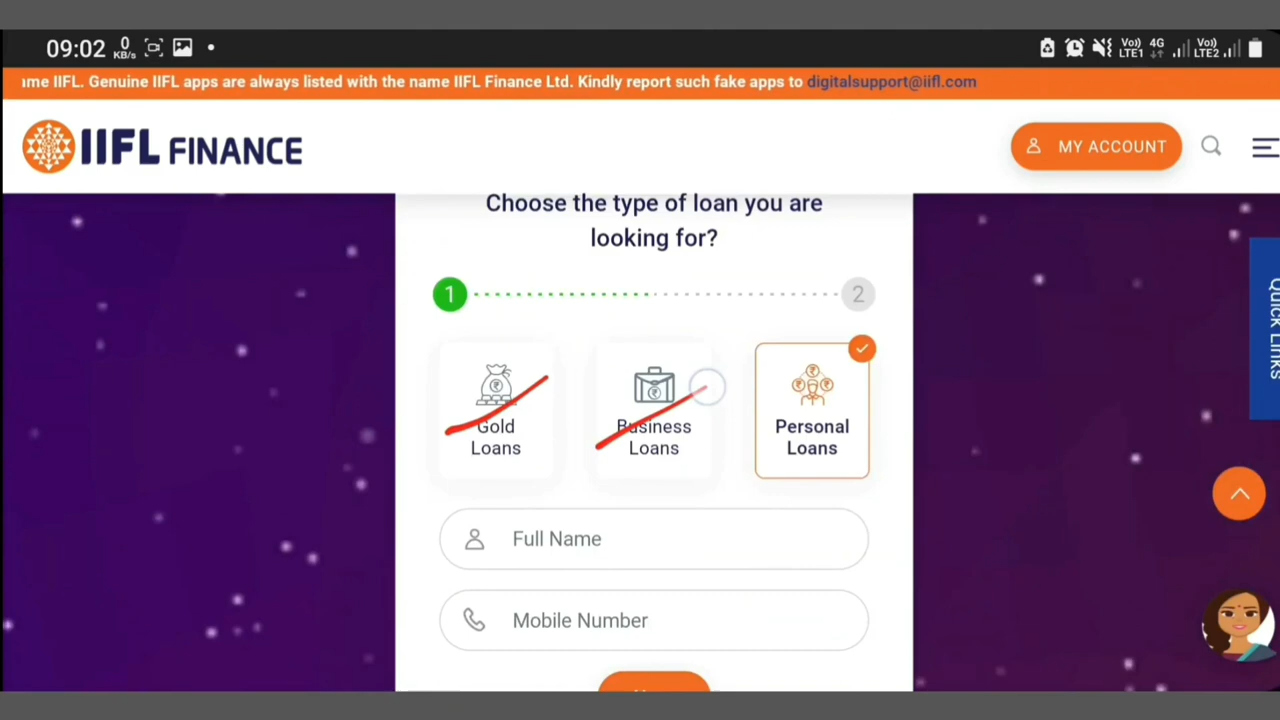 09:02 0 KB/s Vo) LTE1 4G Vo) LTE2
me IIFL. Genuine IIFL apps are always listed with the name IIFL Finance Ltd. Kindly report such fake apps to digitalsupport@iifl.com
IIFL FINANCE
MY ACCOUNT
Choose the type of loan you are
looking for?
1 2
Gold
Loans
Business
Loans
Personal
Loans
Full Name
Mobile Number
Quick Links